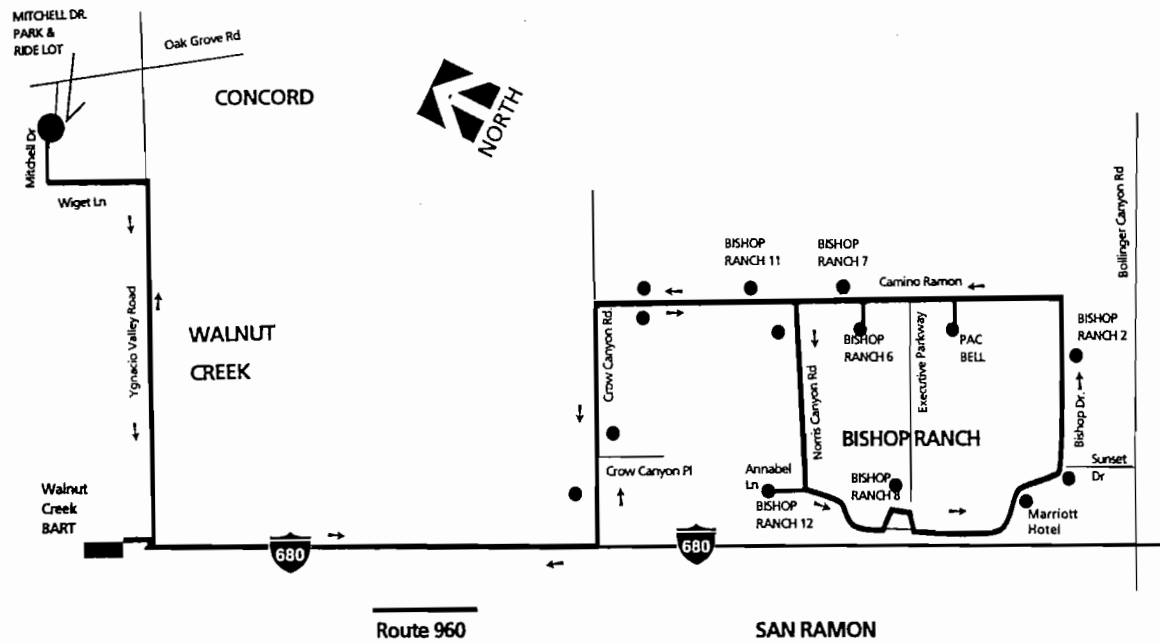 MITCHELL DR.
PARK &
RIDE LOT
Oak Grove Rd
CONCORD
NORTH
Mitchell Dr
Wiget Ln
Ygnacio Valley Road
WALNUT
CREEK
Walnut
Creek
BART
680
Bollinger Canyon Rd
BISHOP
RANCH 11
BISHOP
RANCH 7
Camino Ramon
Crow Canyon Rd.
Norris Canyon Rd
BISHOP
RANCH 6
Executive Parkway
PAC
BELL
BISHOP
RANCH 2
Bishop Dr.
BISHOP RANCH
Crow Canyon Pl
Annabel
Ln
BISHOP
RANCH 12
BISHOP
RANCH 8
Sunset
Dr
Marriott
Hotel
680
Route 960
SAN RAMON